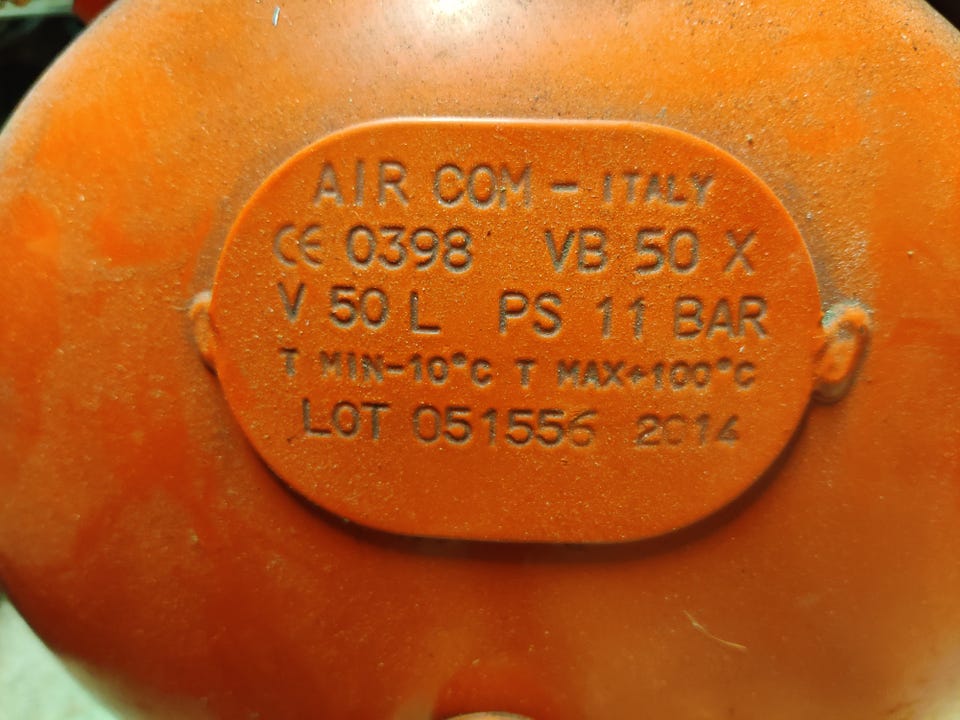 AIR COM - ITALY
CE 0398 VB 50 X
V 50 L PS 11 BAR
T MIN-10°C T MAX+100°C
LOT 051556 2014